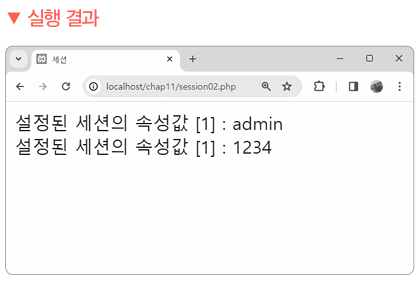 ▼ 실행 결과
세션
localhost/chap11/session02.php
설정된 세션의 속성값 [1] : admin
설정된 세션의 속성값 [1] : 1234